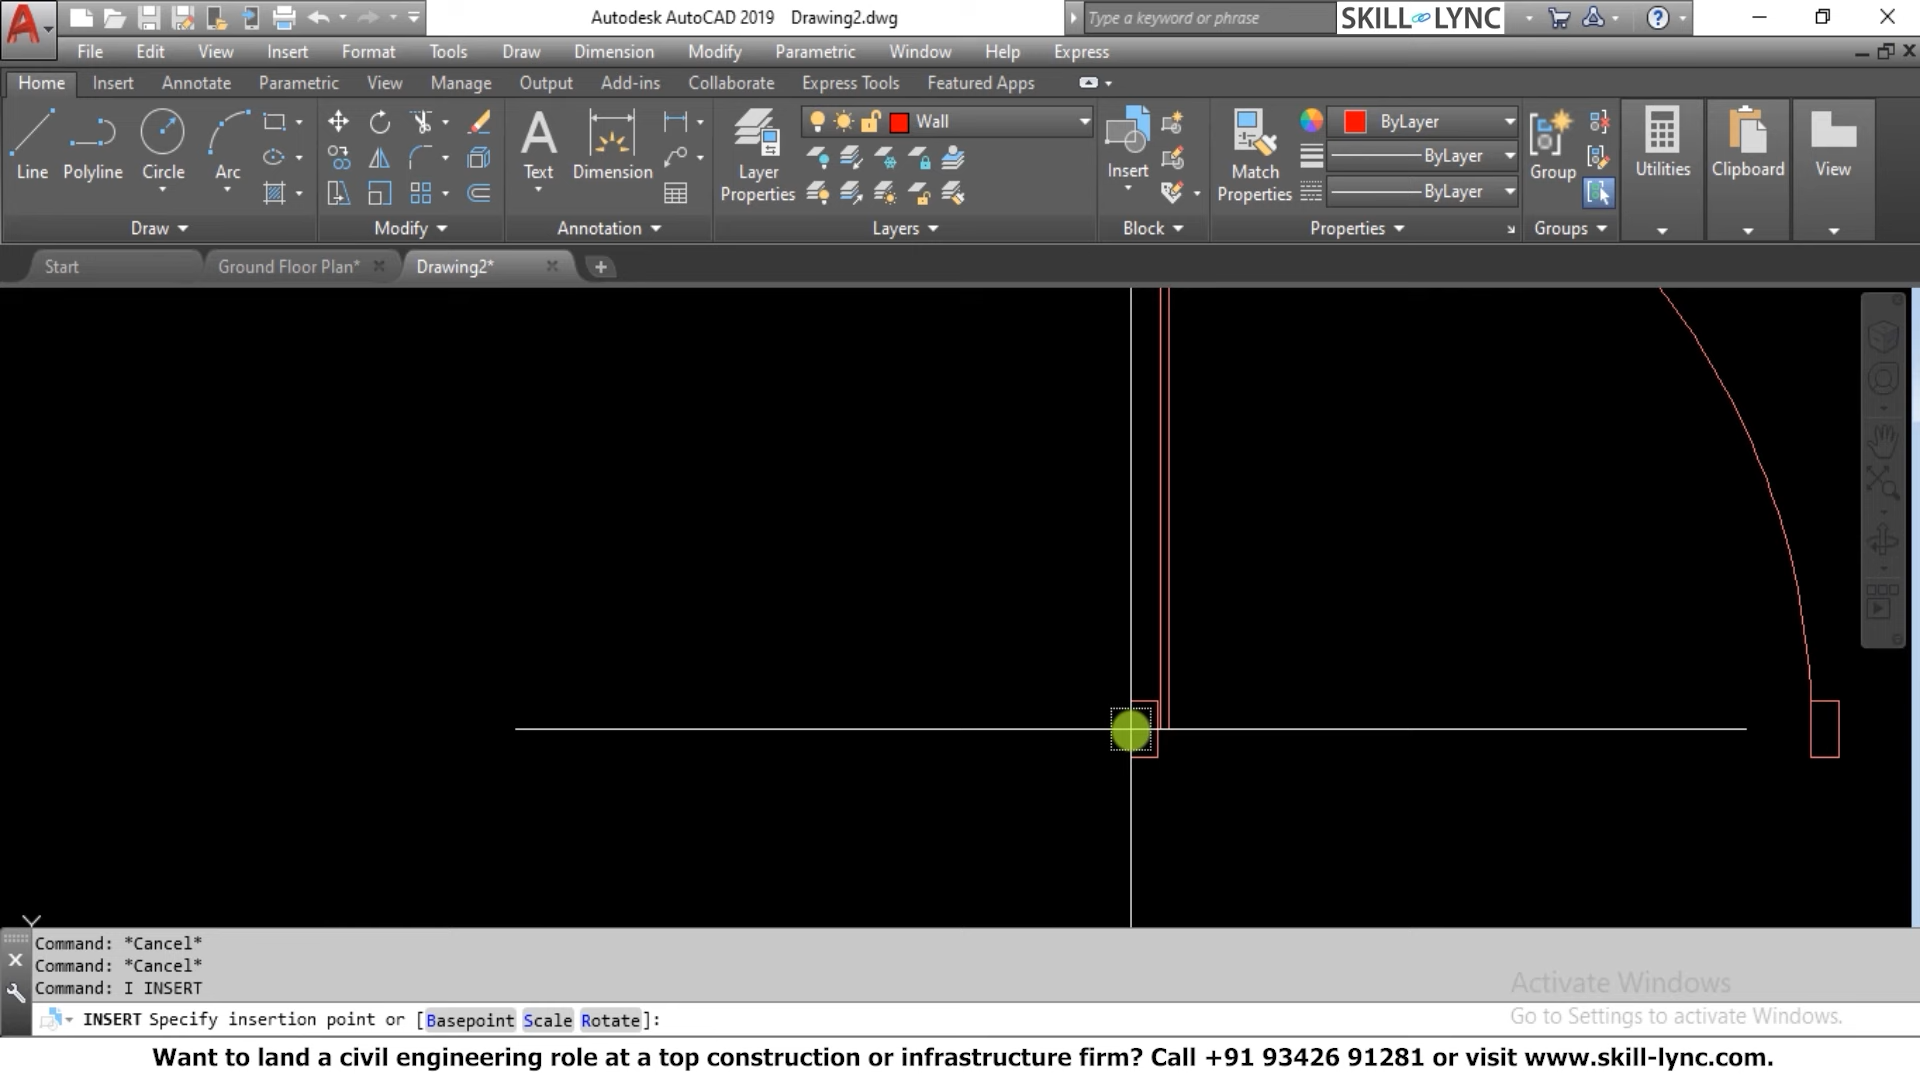 Autodesk AutoCAD 2019 Drawing2.dwg
Type a keyword or phrase
SKILL LYNC
File Edit View Insert Format Tools Draw Dimension Modify Parametric Window Help Express
Home Insert Annotate Parametric View Manage Output Add-ins Collaborate Express Tools Featured Apps
Wall
ByLayer
ByLayer
ByLayer
Line Polyline Circle Arc
Text Dimension
Layer Properties
Insert
Match Properties
Group
Utilities
Clipboard
View
Draw Modify Annotation Layers Block Properties Groups
Start Ground Floor Plan* Drawing2*
Command: *Cancel*
Command: *Cancel*
Command: I INSERT
INSERT Specify insertion point or [Basepoint Scale Rotate]:
Activate Windows
Go to Settings to activate Windows.
Want to land a civil engineering role at a top construction or infrastructure firm? Call +91 93426 91281 or visit www.skill-lync.com.